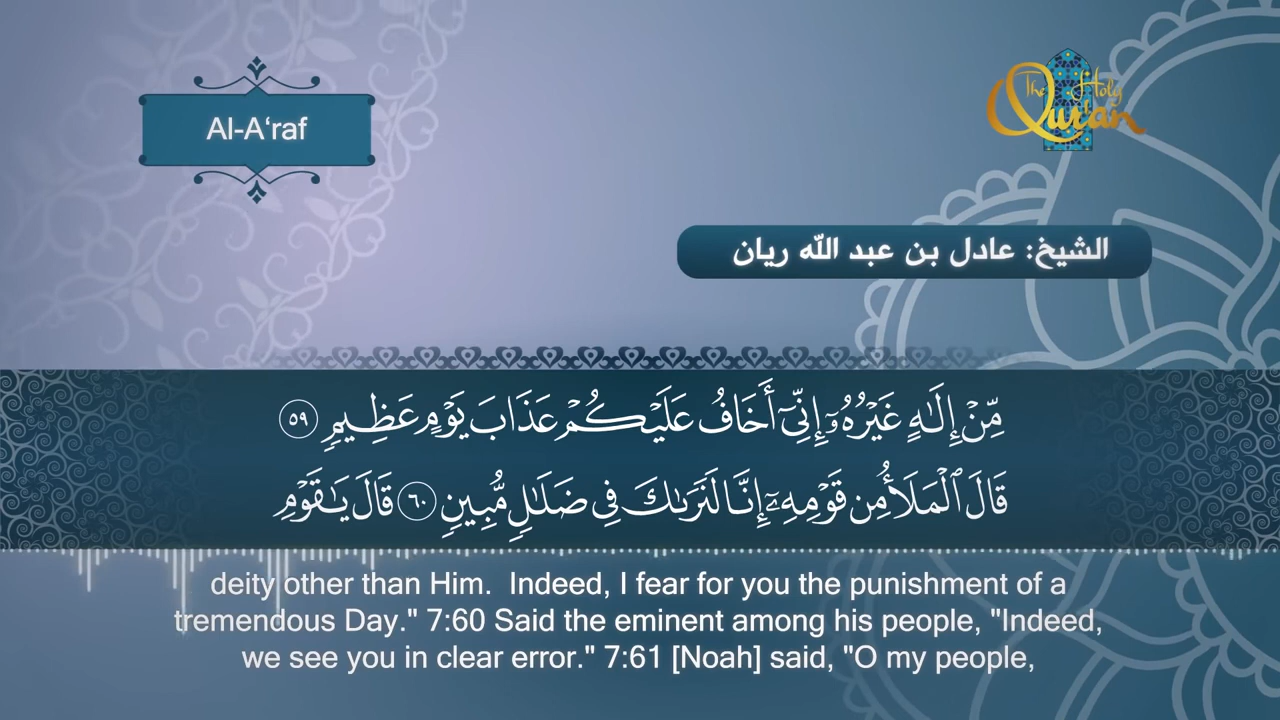 Al-A‘raf
The Holy
Qur'an
الشيخ: عادل بن عبد الله ريان
مِّنْ إِلَٰهٍ غَيْرُهُۥٓ إِنِّىٓ أَخَافُ عَلَيْكُمْ عَذَابَ يَوْمٍ عَظِيمٍ ٥٩
قَالَ ٱلْمَلَأُ مِن قَوْمِهِۦٓ إِنَّا لَنَرَىٰكَ فِى ضَلَٰلٍ مُّبِينٍ ٦٠ قَالَ يَٰقَوْمِ
deity other than Him.  Indeed, I fear for you the punishment of a
tremendous Day." 7:60 Said the eminent among his people, "Indeed,
we see you in clear error." 7:61 [Noah] said, "O my people,